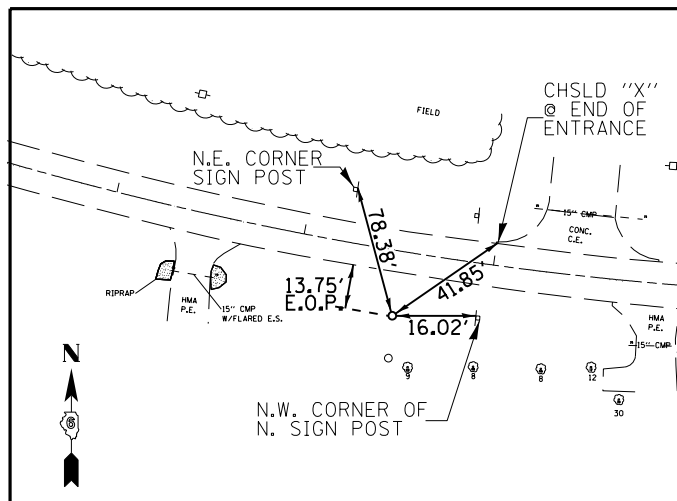 CHSLD "X"
@ END OF
ENTRANCE
FIELD
N.E. CORNER
SIGN POST
78.38'
15" CMP
CONC.
C.E.
41.85'
13.75'
E.O.P.
RIPRAP
HMA
P.E.
15" CMP
W/FLARED E.S.
16.02'
HMA
P.E.
15" CMP
N
6
9
8
8
12
30
N.W. CORNER OF
N. SIGN POST